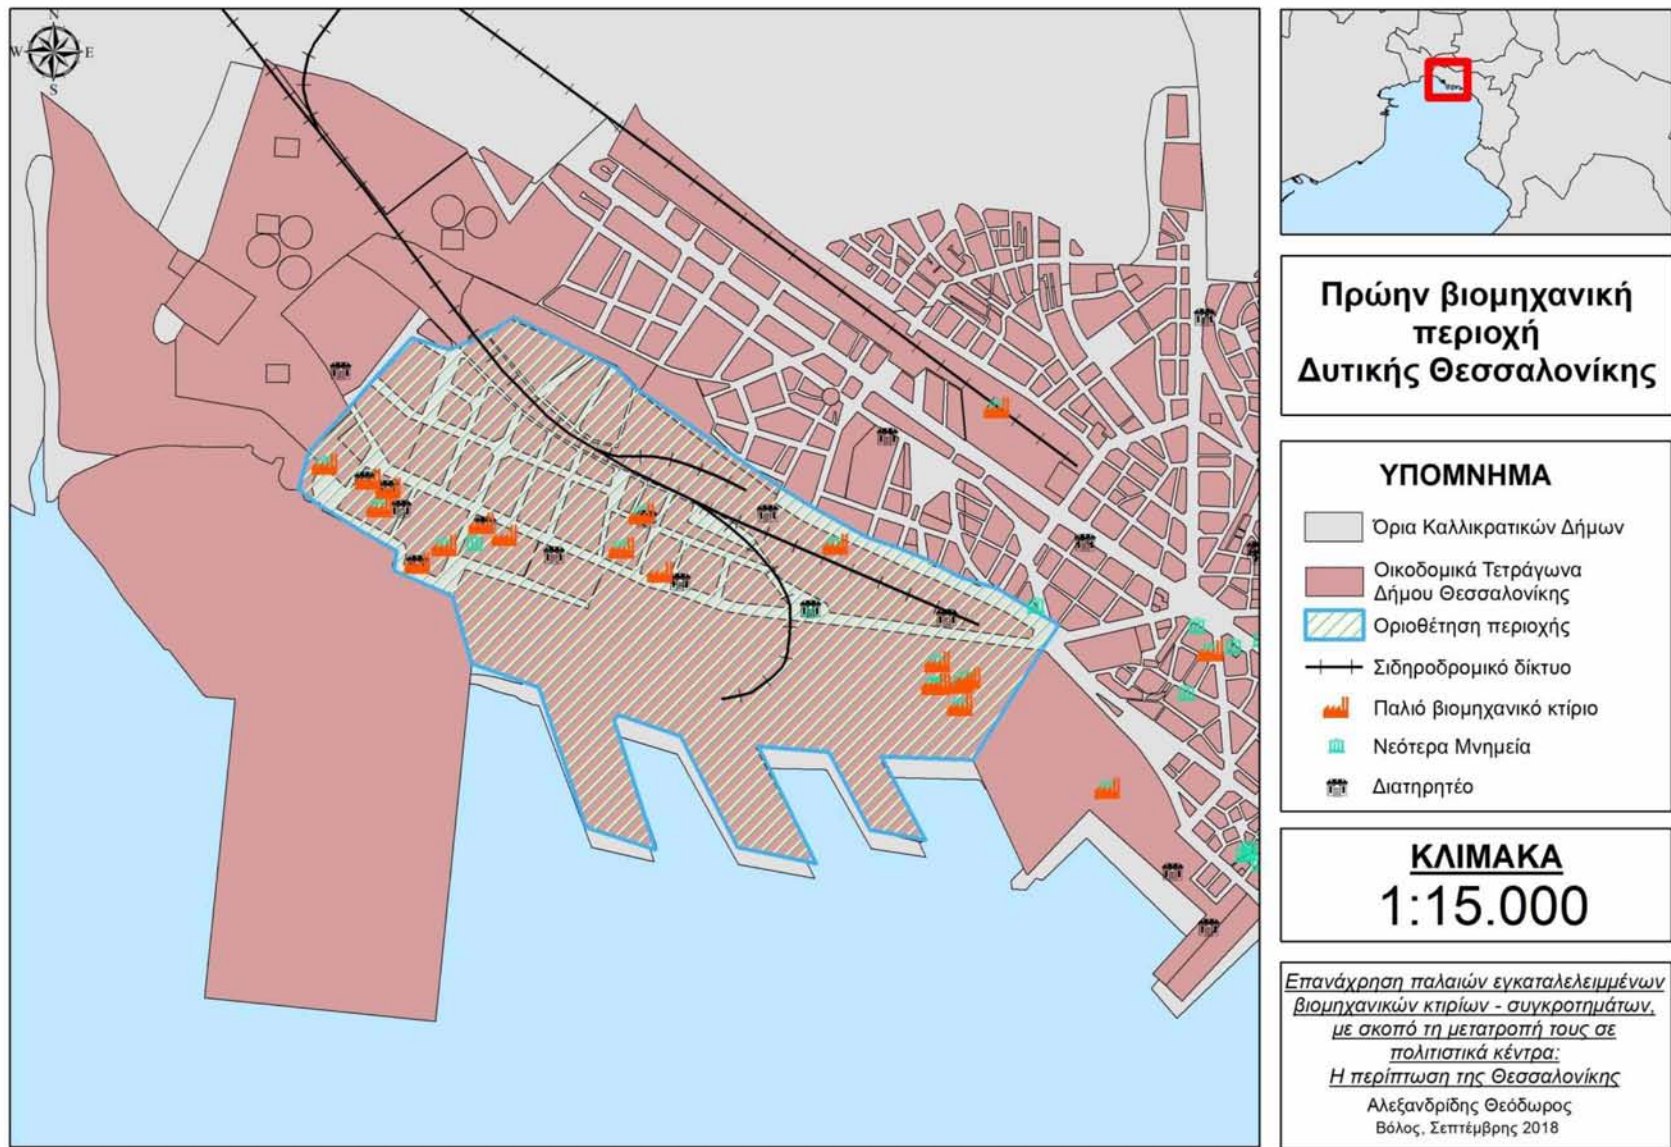 N
W E
S
Πρώην βιομηχανική
περιοχή
Δυτικής Θεσσαλονίκης
ΥΠΟΜΝΗΜΑ
Όρια Καλλικρατικών Δήμων
Οικοδομικά Τετράγωνα
Δήμου Θεσσαλονίκης
Οριοθέτηση περιοχής
Σιδηροδρομικό δίκτυο
Παλιό βιομηχανικό κτίριο
Νεότερα Μνημεία
Διατηρητέο
ΚΛΙΜΑΚΑ
1:15.000
Επανάχρηση παλαιών εγκαταλελειμμένων
βιομηχανικών κτιρίων - συγκροτημάτων,
με σκοπό τη μετατροπή τους σε
πολιτιστικά κέντρα:
Η περίπτωση της Θεσσαλονίκης
Αλεξανδρίδης Θεόδωρος
Βόλος, Σεπτέμβρης 2018